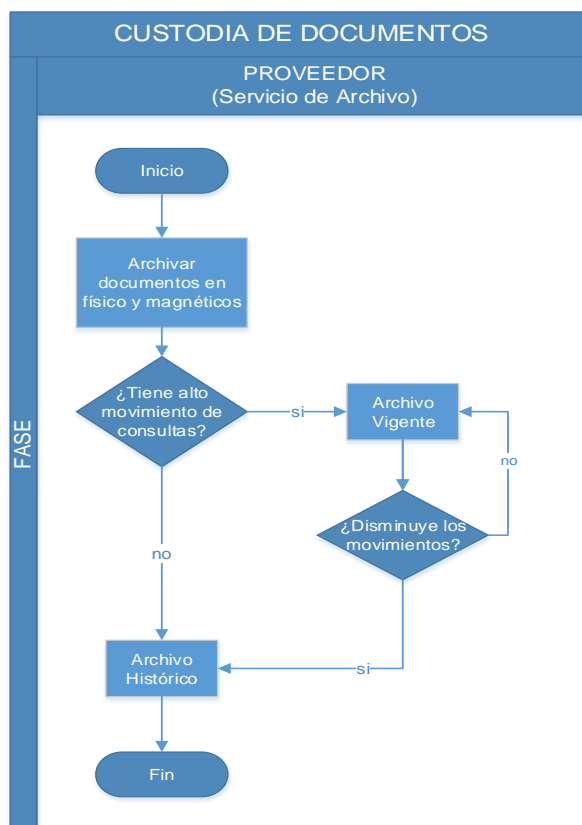 CUSTODIA DE DOCUMENTOS
PROVEEDOR
(Servicio de Archivo)
FASE
Inicio
Archivar
documentos en
físico y magnéticos
¿Tiene alto
movimiento de
consultas?
si
Archivo
Vigente
no
¿Disminuye los
movimientos?
no
si
Archivo
Histórico
Fin